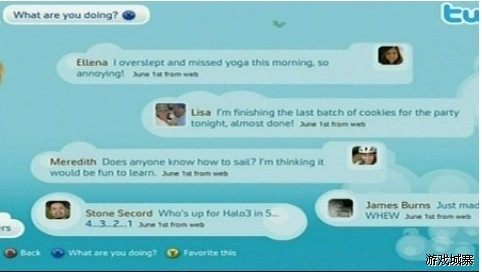 What are you doing?
tw
Ellena I overslept and missed yoga this morning, so
annoying! June 1st from web
Lisa I'm finishing the last batch of cookies for the party
tonight, almost done! June 1st from web
Meredith Does anyone know how to sail? I'm thinking it
would be fun to learn. June 1st from web
Stone Secord Who's up for Halo3 in 5...
4...3...2...1 June 1st from web
James Burns Just mad
WHEW June 1st from web
ers
B Back X What are you doing? Y Favorite this
游戏城寨